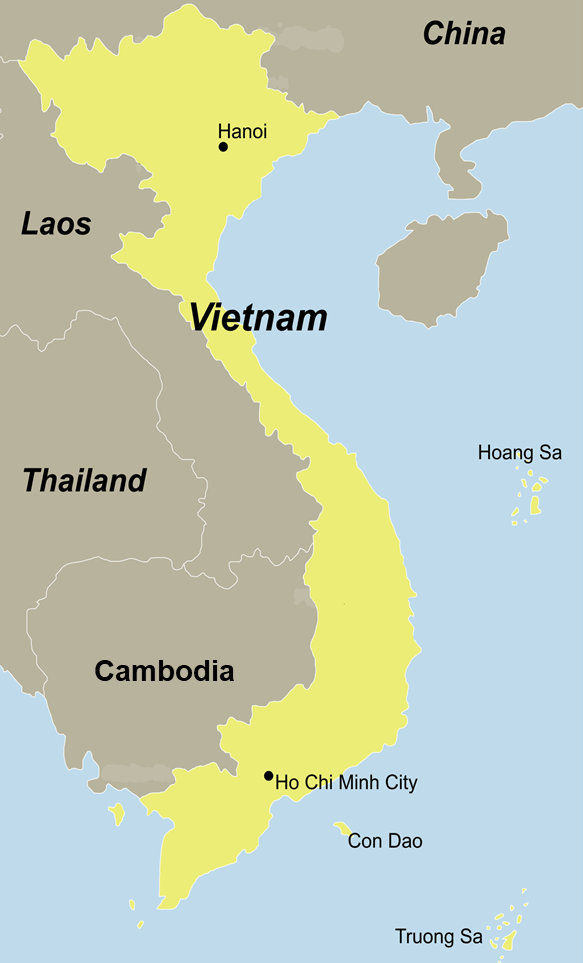 China
Hanoi
Laos
Vietnam
Hoang Sa
Thailand
Cambodia
Ho Chi Minh City
Con Dao
Truong Sa